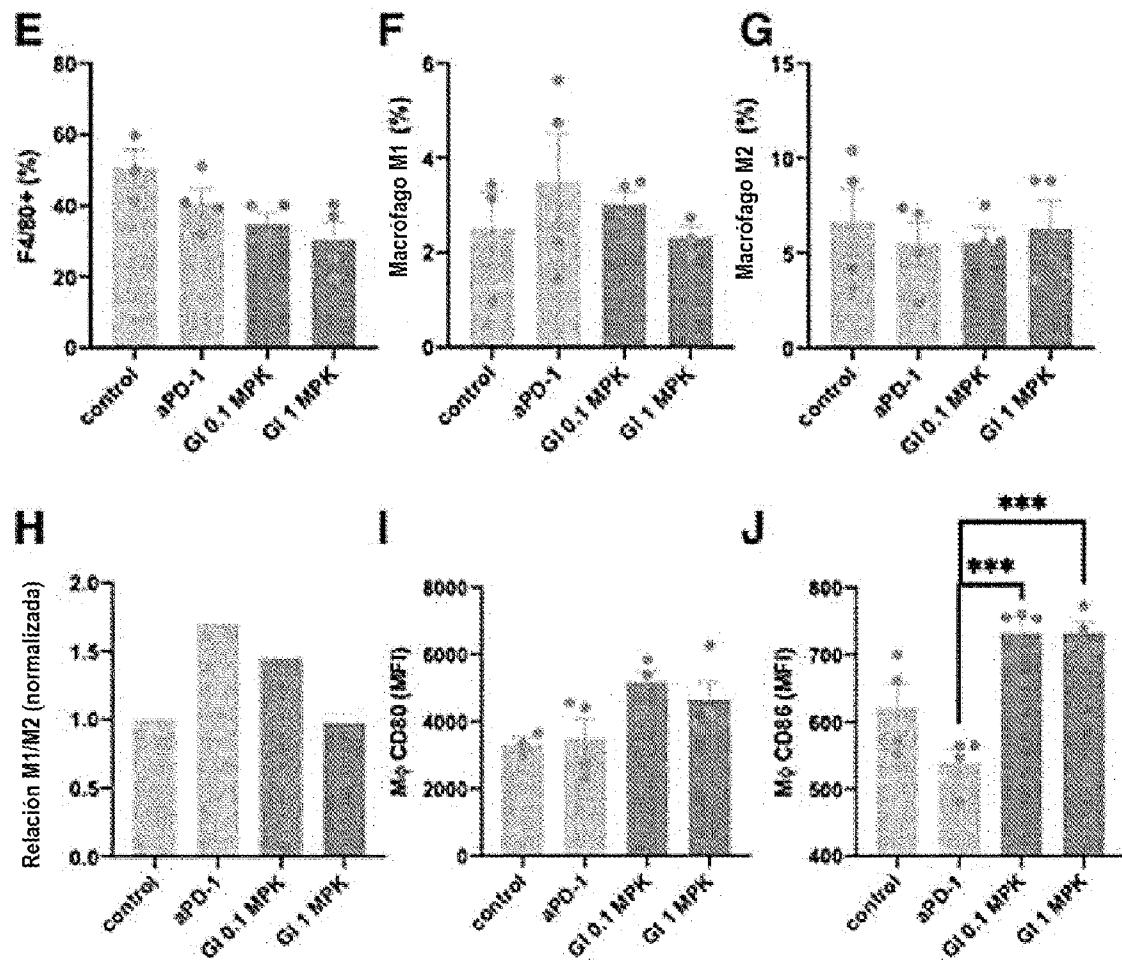 E
F4/80+ (%)
80
60
40
20
0
control
aPD-1
GI 0.1 MPK
GI 1 MPK
F
Macrófago M1 (%)
6
4
2
0
control
aPD-1
GI 0.1 MPK
GI 1 MPK
G
Macrófago M2 (%)
15
10
5
0
control
aPD-1
GI 0.1 MPK
GI 1 MPK
H
Relación M1/M2 (normalizada)
2.0
1.5
1.0
0.5
0.0
control
aPD-1
GI 0.1 MPK
GI 1 MPK
I
Mφ CD80 (MFI)
8000
6000
4000
2000
0
control
aPD-1
GI 0.1 MPK
GI 1 MPK
J
Mφ CD86 (MFI)
800
700
600
500
400
***
***
control
aPD-1
GI 0.1 MPK
GI 1 MPK